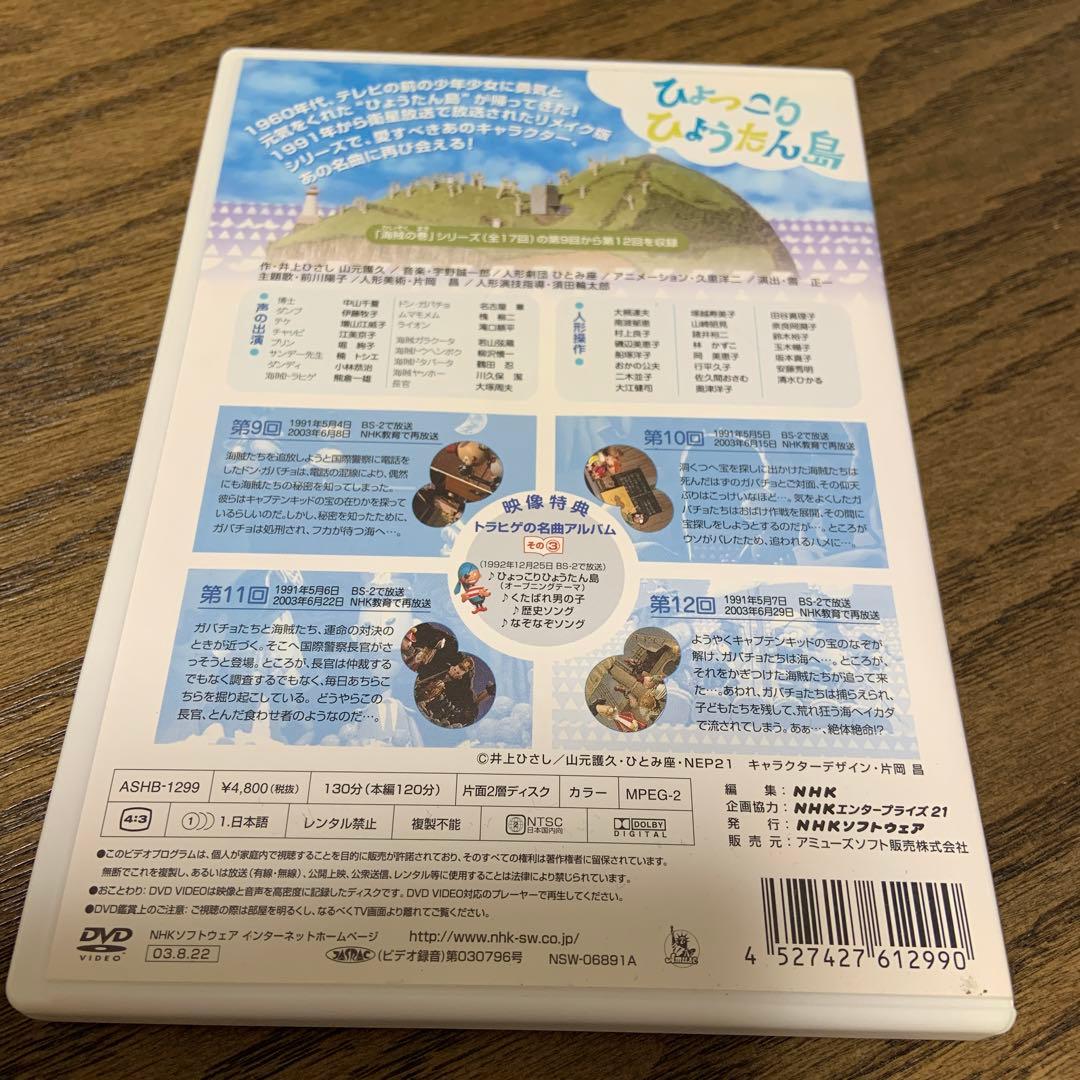 ひょっこり
ひょうたん島
1960年代、テレビの前の少年少女に勇気と
元気をくれた“ひょうたん島”が帰ってきた!
1991年から衛星放送で放送されたリメイク版
シリーズで、愛すべきあのキャラクター、
あの名曲に再び会える!
「海賊の巻」シリーズ(全17回)の第9回から第12回を収録
作・井上ひさし 山元護久/音楽・宇野誠一郎/人形劇団 ひとみ座/アニメーション・久里洋二/演出・雪 正一
主題歌・前川陽子/人形美術・片岡 昌/人形演技指導・須田輪太郎
声の出演
博士 中山千夏
ダンプ 伊藤牧子
テケ 増山江威子
チャッピ 江美京子
プリン 堀 絢子
サンデー先生 楠 トシエ
ダンディ 小林恭治
海賊トラヒゲ 熊倉一雄
ドン・ガバチョ 名古屋 章
ムマモメム 槐 柳二
ライオン 滝口順平
海賊ガラクータ 若山弦蔵
海賊トウヘンボク 柳沢慎一
海賊ドタバータ 鶴田 忍
海賊ヤッホー 川久保 潔
長官 大塚周夫
人形操作
大熊連夫
南波郁恵
村上良子
磯辺美恵子
船塚洋子
おかの公夫
二木並子
大江健司
塚越寿美子
山崎朗見
猪井裕二
林 かずこ
岡 美恵子
行平久子
佐久間おさむ
奥津洋子
田谷真理子
奈良岡潤子
鈴木裕子
玉木暢子
坂本真子
安藤秀明
清水ひかる
第9回
1991年5月4日 BS-2で放送
2003年6月8日 NHK教育で再放送
海賊たちを追放しようと国際警察に電話を
したドン・ガバチョは、電話の混線により、偶然
にも海賊たちの秘密を知ってしまった。
彼らはキャプテンキッドの宝の在りかを探って
いるらしいのだ。しかし、秘密を知ったために、
ガバチョは処刑され、フカが待つ海へ…。
第10回
1991年5月5日 BS-2で放送
2003年6月15日 NHK教育で再放送
洞くつへ宝を探しに出かけた海賊たちは
死んだはずのガバチョとご対面、その仰天
ぶりはこっけいなほど…。気をよくしたガ
バチョたちはおばけ作戦を展開、その間に
宝探しをしようとするのだが…。ところが
ウソがバレたため、追われるハメに…。
映像特典
トラヒゲの名曲アルバム
その③
(1992年12月25日 BS-2で放送)
♪ひょっこりひょうたん島
(オープニングテーマ)
♪くたばれ男の子
♪歴史ソング
♪なぞなぞソング
第11回
1991年5月6日 BS-2で放送
2003年6月22日 NHK教育で再放送
ガバチョたちと海賊たち、運命の対決の
ときが近づく。そこへ国際警察長官がさ
っそうと登場。ところが、長官は仲裁する
でもなく調査するでもなく、毎日あちらこ
ちらを掘り起こしている。どうやらこの
長官、とんだ食わせ者のようなのだ…。
第12回
1991年5月7日 BS-2で放送
2003年6月29日 NHK教育で再放送
ようやくキャプテンキッドの宝のなぞが
解け、ガバチョたちは海へ…。ところが、
それをかぎつけた海賊たちが追って来
た…。あわれ、ガバチョたちは捕らえられ、
子どもたちを残して、荒れ狂う海へイカダ
で流されてしまう。あぁ…、絶体絶命!?
©井上ひさし/山元護久・ひとみ座・NEP21 キャラクターデザイン・片岡 昌
ASHB-1299 ¥4,800(税抜) 130分(本編120分) 片面2層ディスク カラー MPEG-2
4:3 1))) 1.日本語 レンタル禁止 複製不能 2 NTSC 日本国内向 DOLBY DIGITAL
編 集:NHK
企画協力:NHKエンタープライズ21
発 行:NHKソフトウェア
販 売 元:アミューズソフト販売株式会社
●このビデオプログラムは、個人が家庭内で視聴することを目的に販売が許諾されており、そのすべての権利は著作権者に留保されています。
無断でこれを複製し、あるいは放送(有線・無線)、公開上映、公衆送信、レンタル等に使用することは法律により禁じられています。
●おことわり:DVD VIDEOは映像と音声を高密度に記録したディスクです。DVD VIDEO対応のプレーヤーで再生してください。
●DVD鑑賞上のご注意:ご視聴の際は部屋を明るくし、なるべくTV画面より離れてご覧ください。
DVD VIDEO
NHKソフトウェア インターネットホームページ http://www.nhk-sw.co.jp/
03.8.22
JASRAC (ビデオ録音)第030796号 NSW-06891A
Amuse
4 527427 612990